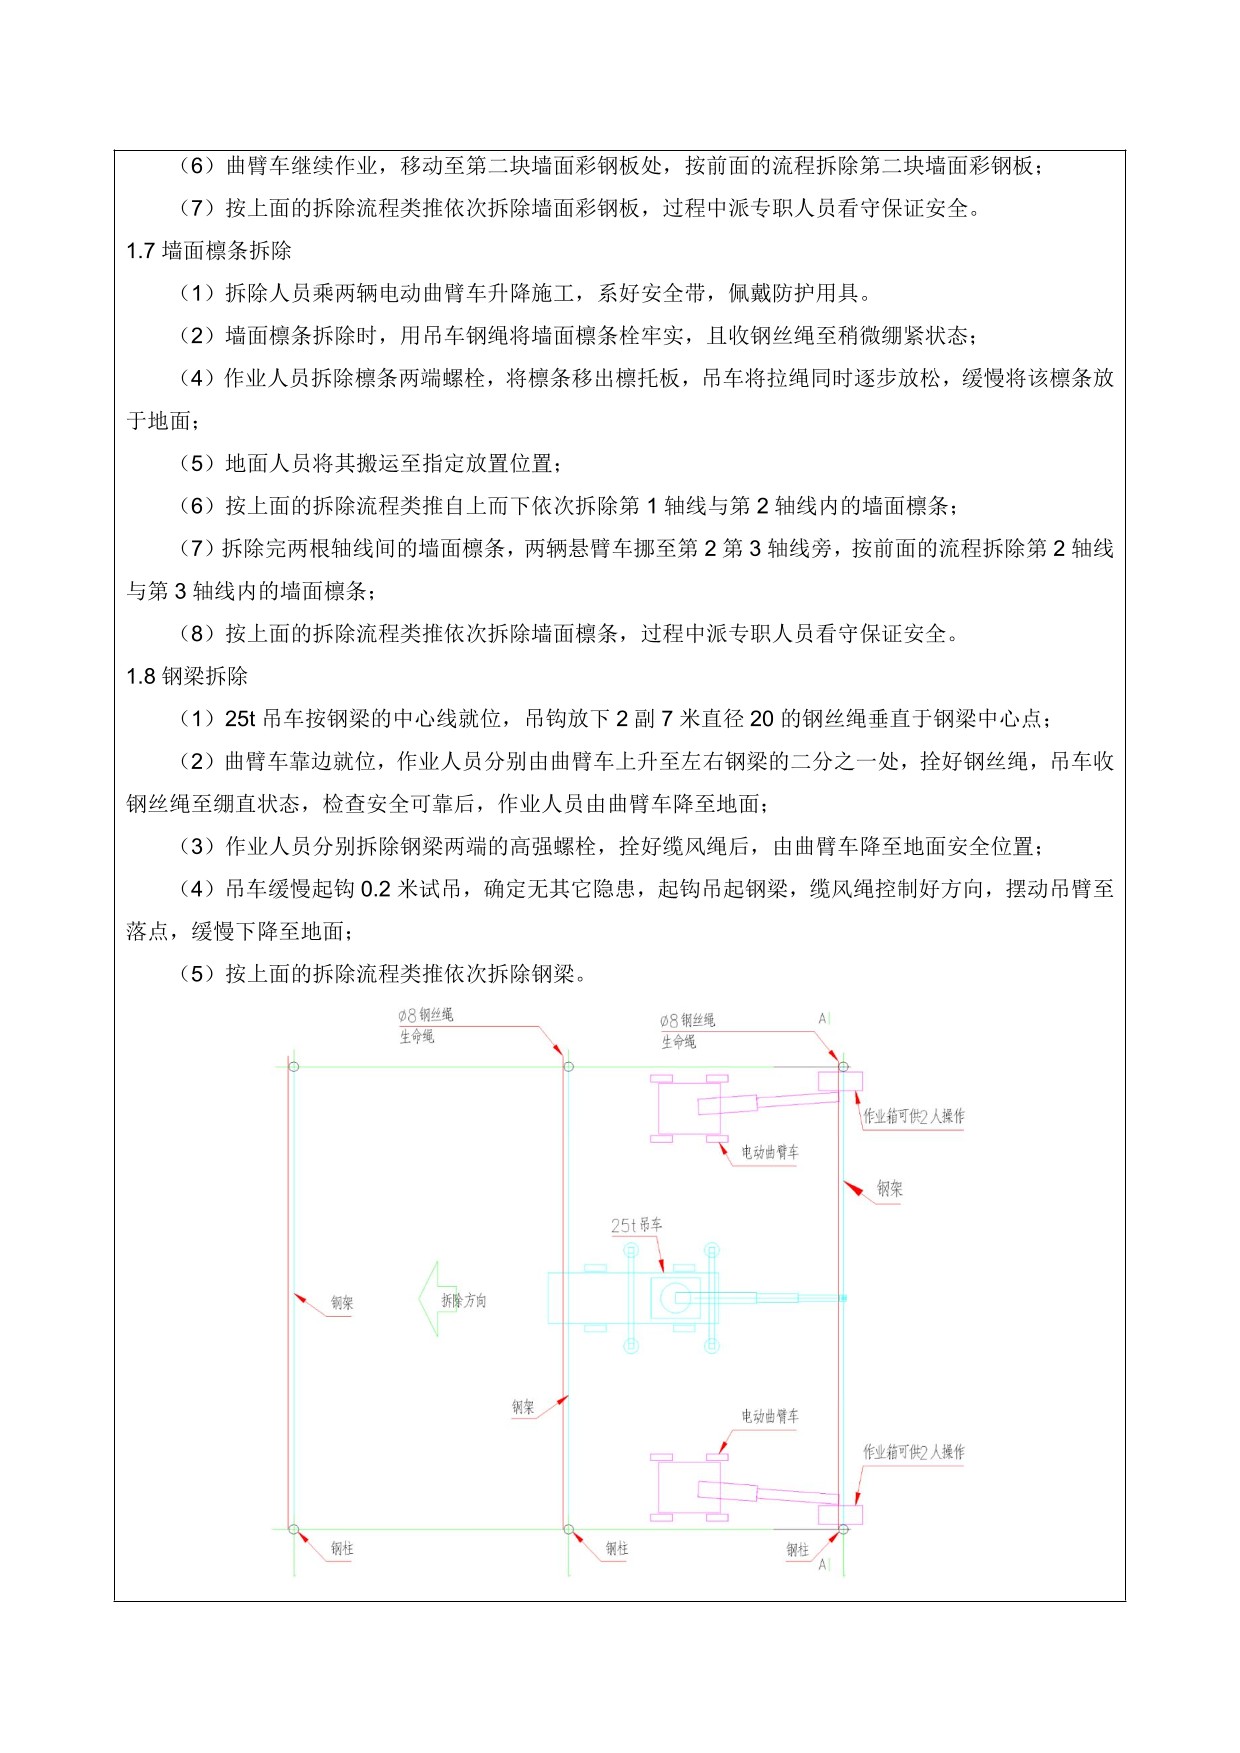 （6）曲臂车继续作业，移动至第二块墙面彩钢板处，按前面的流程拆除第二块墙面彩钢板；
（7）按上面的拆除流程类推依次拆除墙面彩钢板，过程中派专职人员看守保证安全。
1.7 墙面檩条拆除
（1）拆除人员乘两辆电动曲臂车升降施工，系好安全带，佩戴防护用具。
（2）墙面檩条拆除时，用吊车钢绳将墙面檩条栓牢实，且收钢丝绳至稍微绷紧状态；
（4）作业人员拆除檩条两端螺栓，将檩条移出檩托板，吊车将拉绳同时逐步放松，缓慢将该檩条放
于地面；
（5）地面人员将其搬运至指定放置位置；
（6）按上面的拆除流程类推自上而下依次拆除第 1 轴线与第 2 轴线内的墙面檩条；
（7）拆除完两根轴线间的墙面檩条，两辆悬臂车挪至第 2 第 3 轴线旁，按前面的流程拆除第 2 轴线
与第 3 轴线内的墙面檩条；
（8）按上面的拆除流程类推依次拆除墙面檩条，过程中派专职人员看守保证安全。
1.8 钢梁拆除
（1）25t 吊车按钢梁的中心线就位，吊钩放下 2 副 7 米直径 20 的钢丝绳垂直于钢梁中心点；
（2）曲臂车靠边就位，作业人员分别由曲臂车上升至左右钢梁的二分之一处，拴好钢丝绳，吊车收
钢丝绳至绷直状态，检查安全可靠后，作业人员由曲臂车降至地面；
（3）作业人员分别拆除钢梁两端的高强螺栓，拴好缆风绳后，由曲臂车降至地面安全位置；
（4）吊车缓慢起钩 0.2 米试吊，确定无其它隐患，起钩吊起钢梁，缆风绳控制好方向，摆动吊臂至
落点，缓慢下降至地面；
（5）按上面的拆除流程类推依次拆除钢梁。
ø8钢丝绳
生命绳
ø8钢丝绳
生命绳
A
作业箱可供2人操作
电动曲臂车
钢架
25t吊车
钢架
拆除方向
钢架
电动曲臂车
作业箱可供2人操作
钢柱
钢柱
钢柱
A